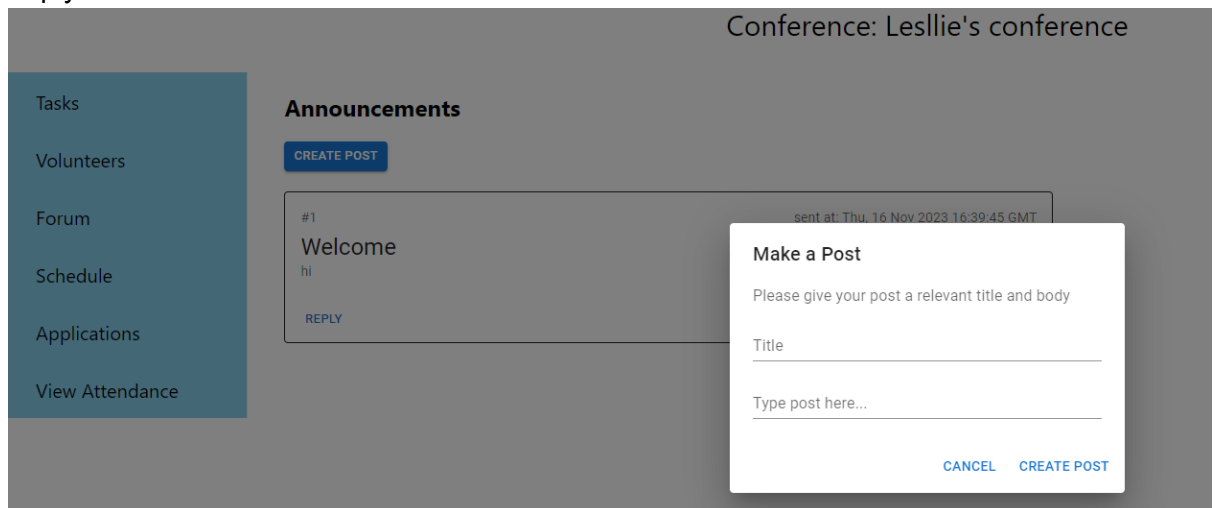 Conference: Lesllie's conference
Tasks
Volunteers
Forum
Schedule
Applications
View Attendance
Announcements
CREATE POST
#1
sent at: Thu, 16 Nov 2023 16:39:45 GMT
Welcome
hi
REPLY
Make a Post
Please give your post a relevant title and body
Title
Type post here...
CANCEL CREATE POST